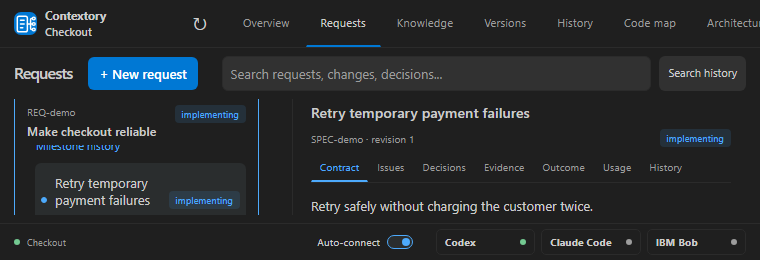 Contextory
Checkout
↻
Overview
Requests
Knowledge
Versions
History
Code map
Architectu
Requests
+ New request
Search requests, changes, decisions...
Search history
REQ-demo
implementing
Make checkout reliable
Milestone history
Retry temporary
payment failures
implementing
Retry temporary payment failures
SPEC-demo · revision 1
implementing
Contract
Issues
Decisions
Evidence
Outcome
Usage
History
Retry safely without charging the customer twice.
Checkout
Auto-connect
Codex
Claude Code
IBM Bob